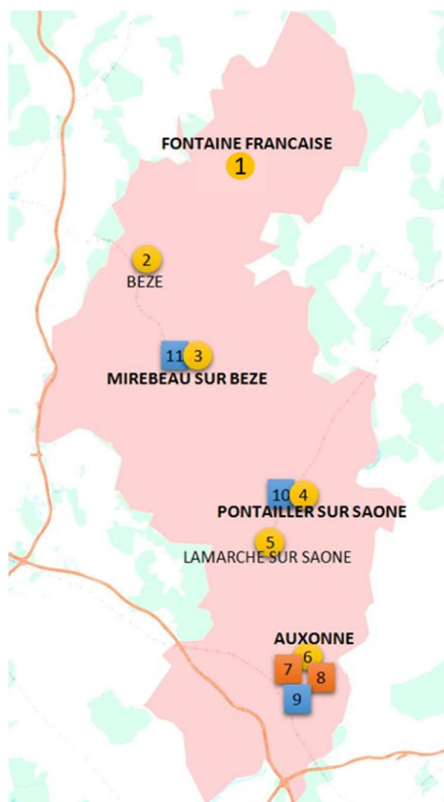 FONTAINE FRANCAISE
1
2
BEZE
11 3
MIREBEAU SUR BEZE
10 4
PONTAILLER SUR SAONE
5
LAMARCHE SUR SAONE
AUXONNE
6
7 8
9